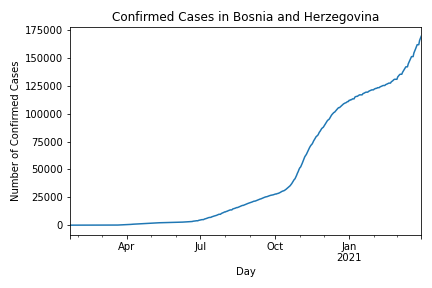 Confirmed Cases in Bosnia and Herzegovina
175000
150000
125000
100000
75000
50000
25000
0
Number of Confirmed Cases
Apr
Jul
Oct
Jan
2021
Day